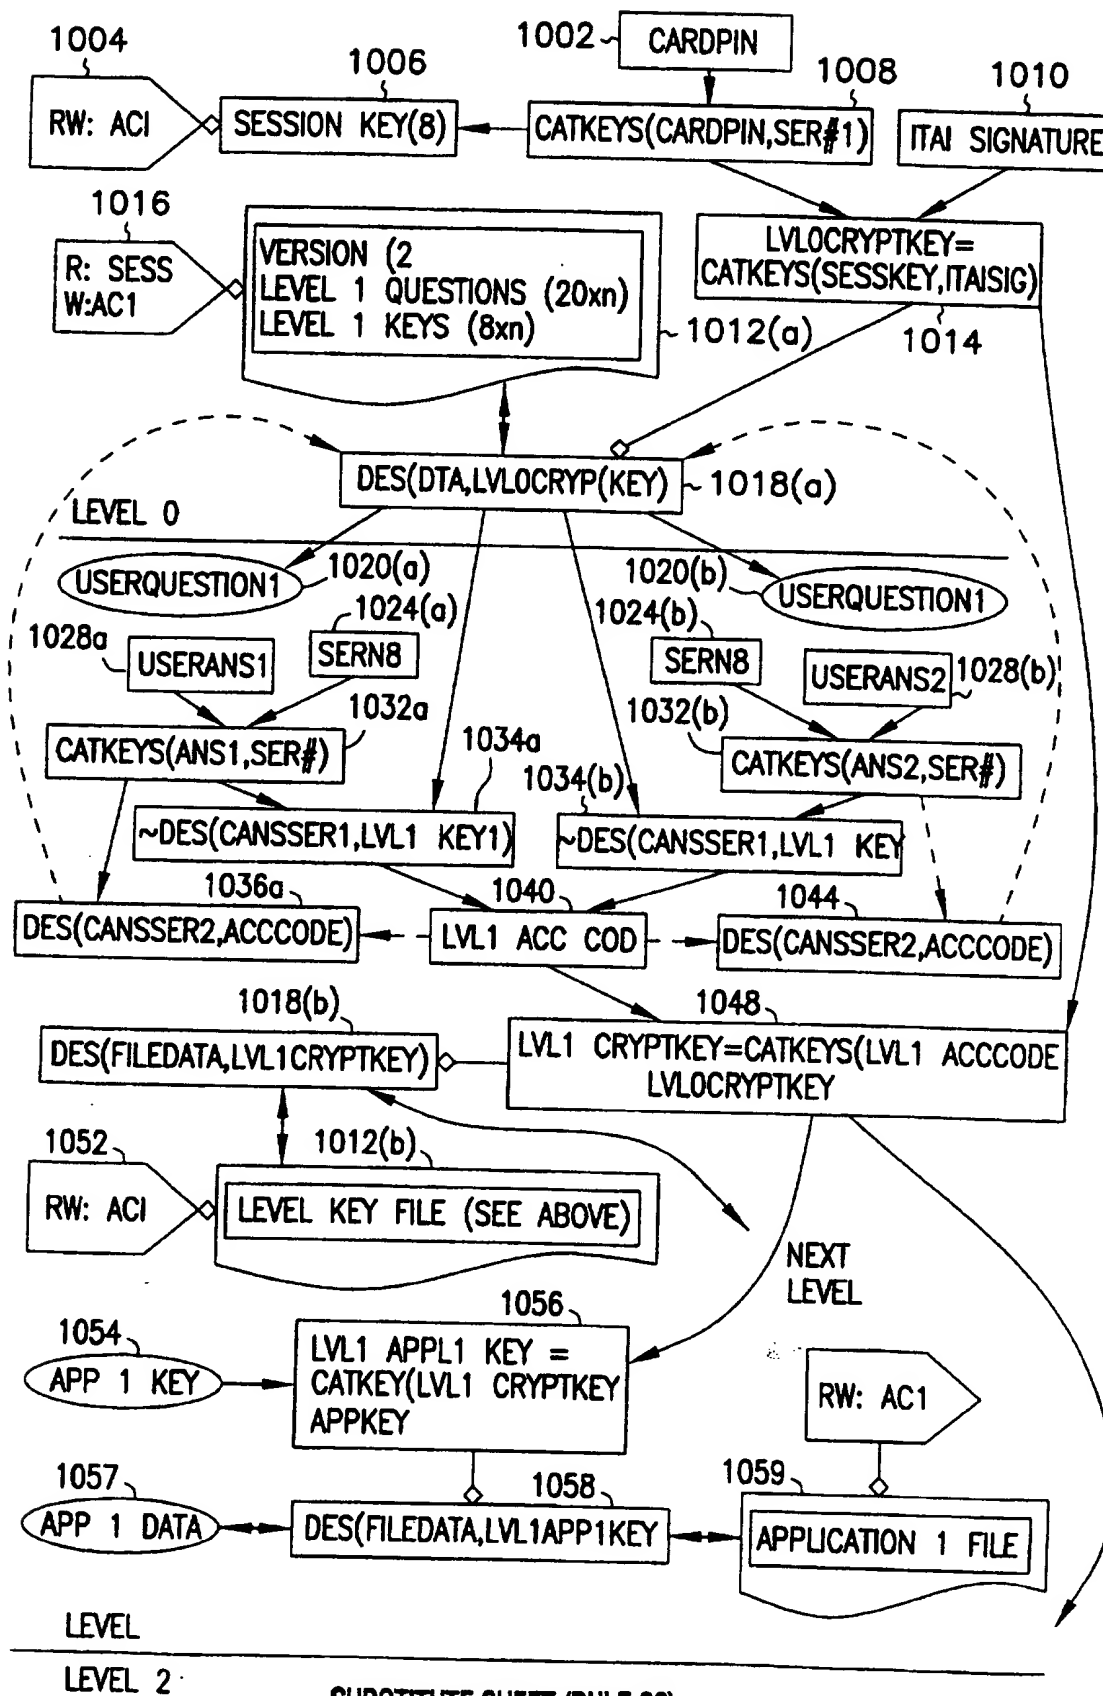 1004
1002
CARDPIN
1006
1008
1010
RW: ACI
SESSION KEY(8)
CATKEYS(CARDPIN,SER#1)
ITAI SIGNATURE
1016
R: SESS
W:AC1
VERSION (2
LEVEL 1 QUESTIONS (20xn)
LEVEL 1 KEYS (8xn)
1012(a)
LVLOCRYPTKEY=
CATKEYS(SESSKEY,ITAISIG)
1014
DES(DTA,LVLOCRYP(KEY)
1018(a)
LEVEL 0
USERQUESTION1
1020(a)
1020(b)
USERQUESTION1
1024(a)
1024(b)
1028a
USERANS1
SERN8
SERN8
USERANS2
1028(b)
1032a
1032(b)
CATKEYS(ANS1,SER#)
1034a
1034(b)
CATKEYS(ANS2,SER#)
~DES(CANSSER1,LVL1 KEY1)
~DES(CANSSER1,LVL1 KEY
1036a
1040
1044
DES(CANSSER2,ACCCODE)
LVL1 ACC COD
DES(CANSSER2,ACCCODE)
1018(b)
1048
DES(FILEDATA,LVL1CRYPTKEY)
LVL1 CRYPTKEY=CATKEYS(LVL1 ACCCODE
LVLOCRYPTKEY
1052
1012(b)
RW: ACI
LEVEL KEY FILE (SEE ABOVE)
NEXT
LEVEL
1056
1054
APP 1 KEY
LVL1 APPL1 KEY =
CATKEY(LVL1 CRYPTKEY
APPKEY
RW: AC1
1057
1058
1059
APP 1 DATA
DES(FILEDATA,LVL1APP1KEY
APPLICATION 1 FILE
LEVEL
LEVEL 2